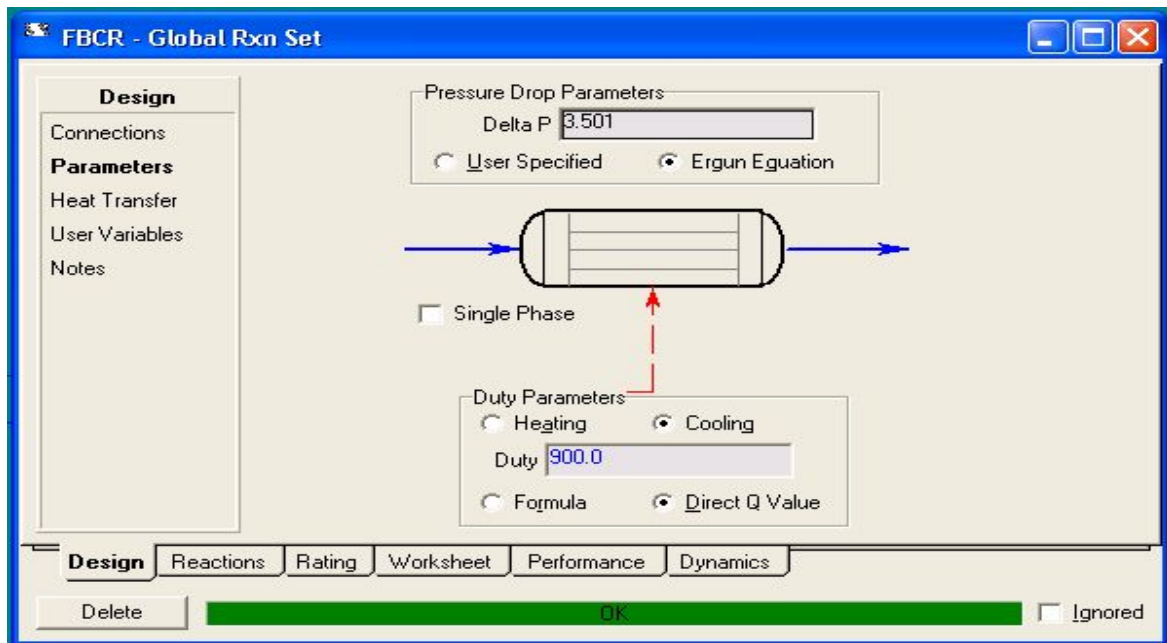 FBCR - Global Rxn Set
Design
Connections
Parameters
Heat Transfer
User Variables
Notes
Pressure Drop Parameters
Delta P 3.501
User Specified Ergun Equation
Single Phase
Duty Parameters
Heating Cooling
Duty 900.0
Formula Direct Q Value
Design Reactions Rating Worksheet Performance Dynamics
Delete OK Ignored